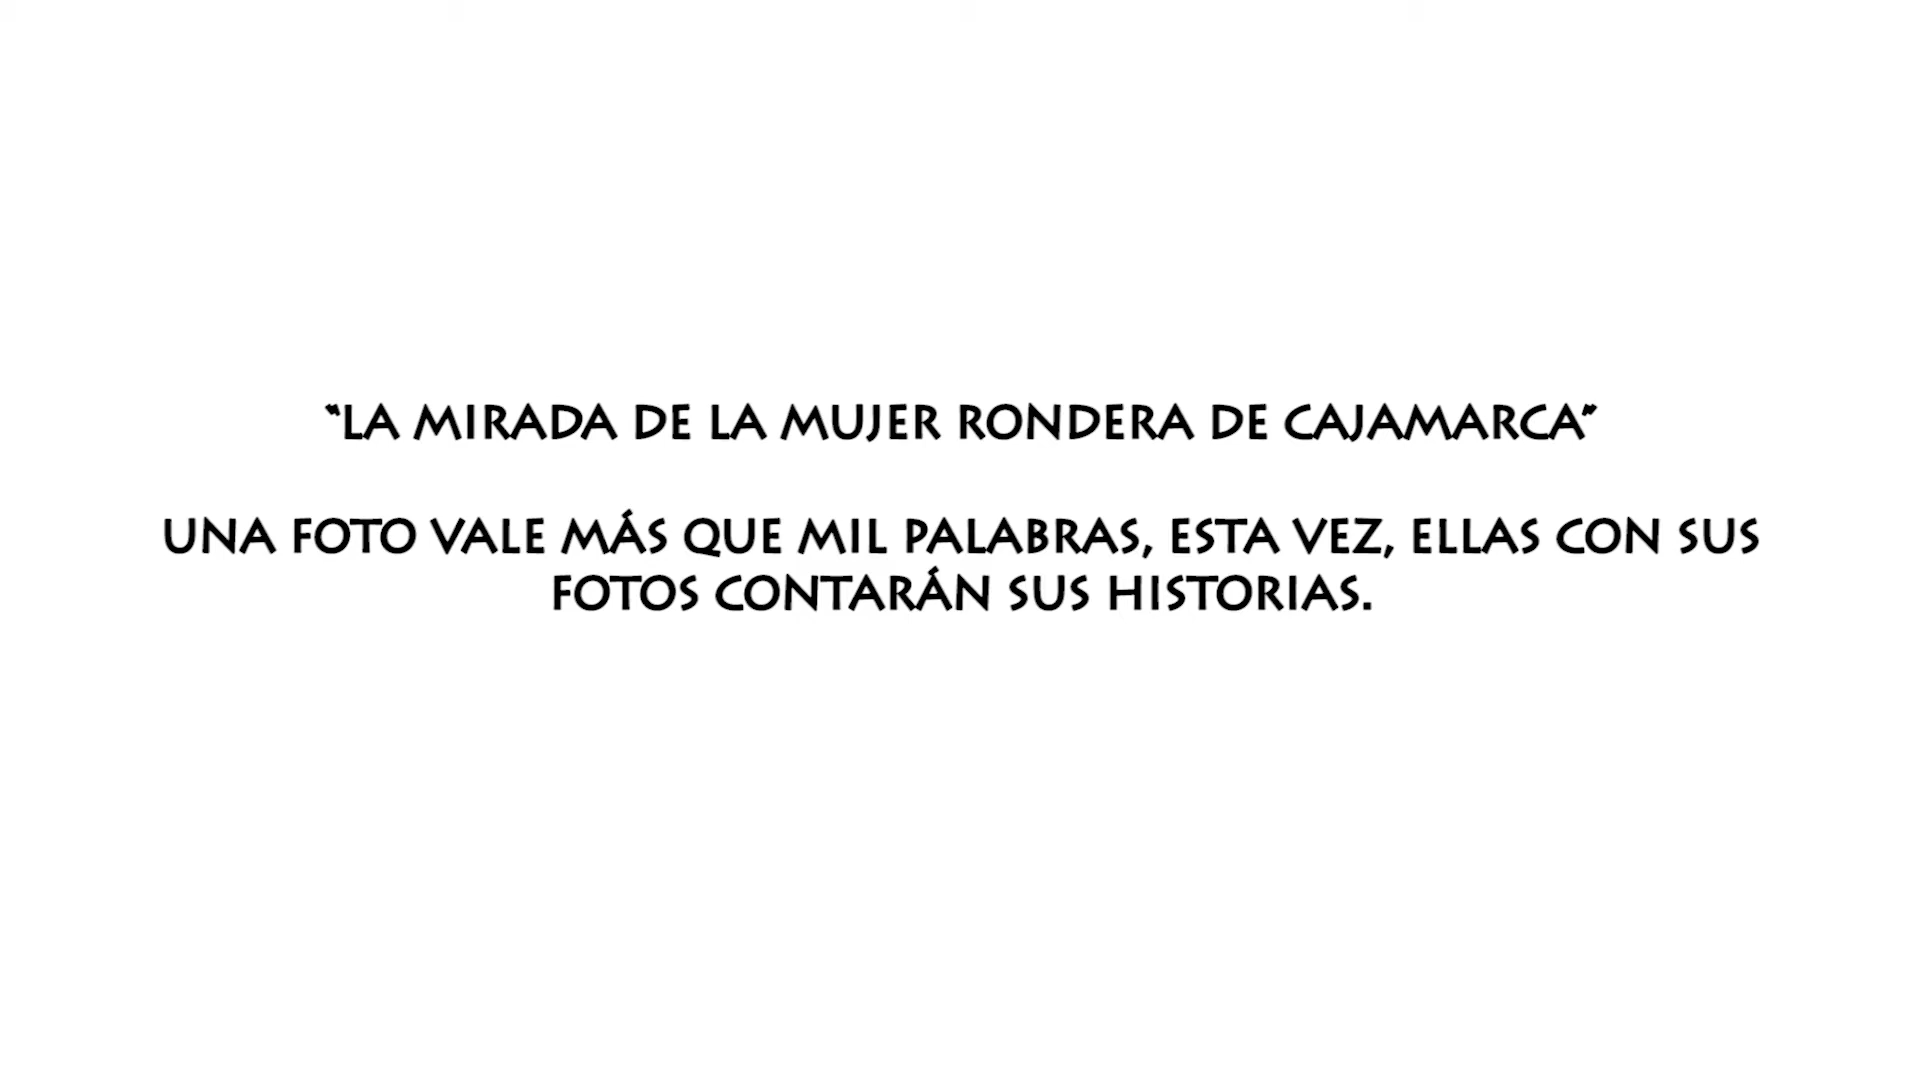 “LA MIRADA DE LA MUJER RONDERA DE CAJAMARCA”
UNA FOTO VALE MÁS QUE MIL PALABRAS, ESTA VEZ, ELLAS CON SUS
FOTOS CONTARÁN SUS HISTORIAS.